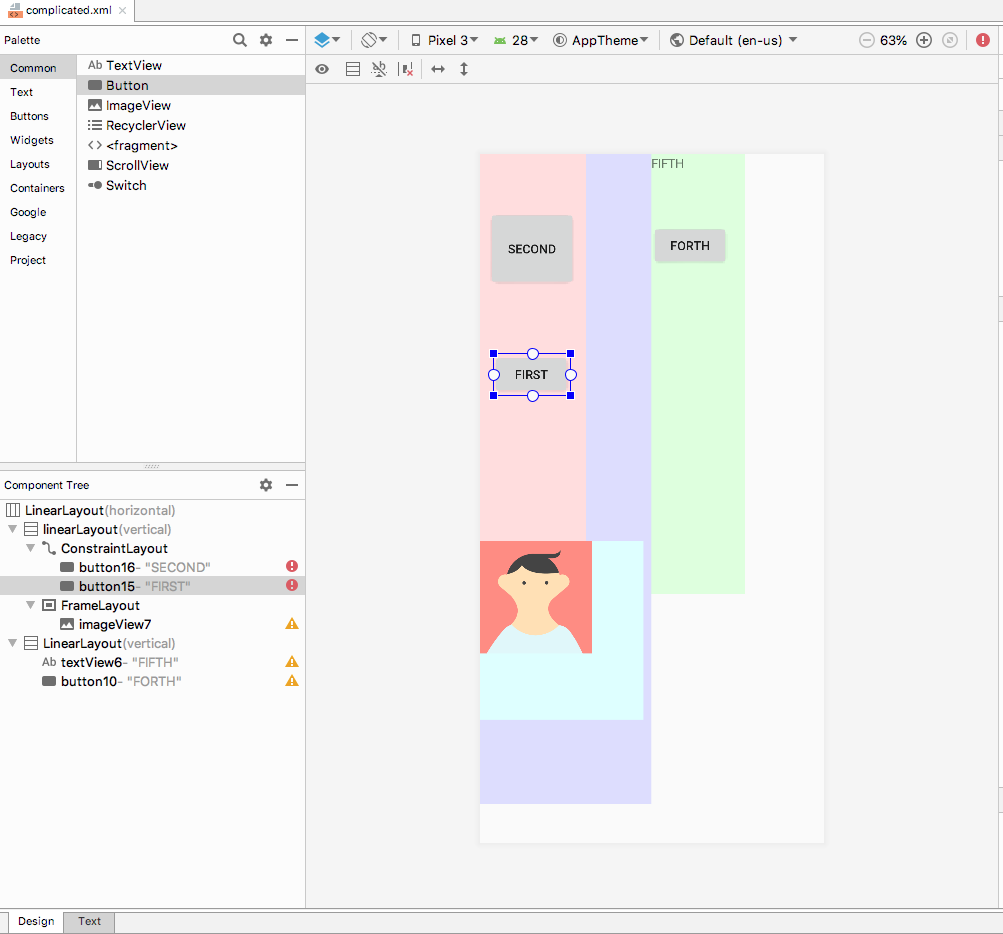 complicated.xml
Palette
Pixel 3
28
AppTheme
Default (en-us)
63%
Common
Text
Buttons
Widgets
Layouts
Containers
Google
Legacy
Project
Ab TextView
Button
ImageView
RecyclerView
<fragment>
ScrollView
Switch
FIFTH
SECOND
FORTH
FIRST
Component Tree
LinearLayout(horizontal)
linearLayout(vertical)
ConstraintLayout
button16- "SECOND"
button15- "FIRST"
FrameLayout
imageView7
LinearLayout(vertical)
Ab textView6- "FIFTH"
button10- "FORTH"
Design Text